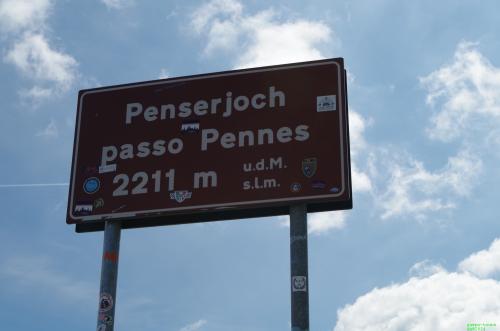 Penserjoch
passo Pennes
2211 m u.d.M.
s.l.m.